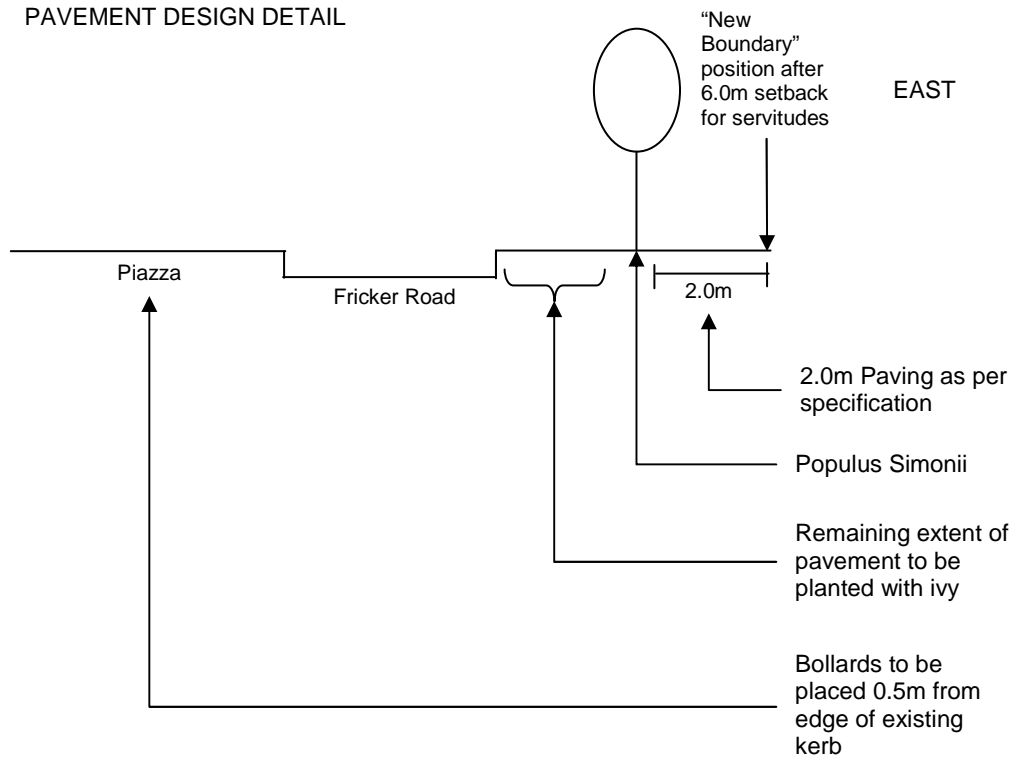 PAVEMENT DESIGN DETAIL
“New
Boundary”
position after
6.0m setback
for servitudes
EAST
Piazza
Fricker Road
2.0m
2.0m Paving as per
specification
Populus Simonii
Remaining extent of
pavement to be
planted with ivy
Bollards to be
placed 0.5m from
edge of existing
kerb